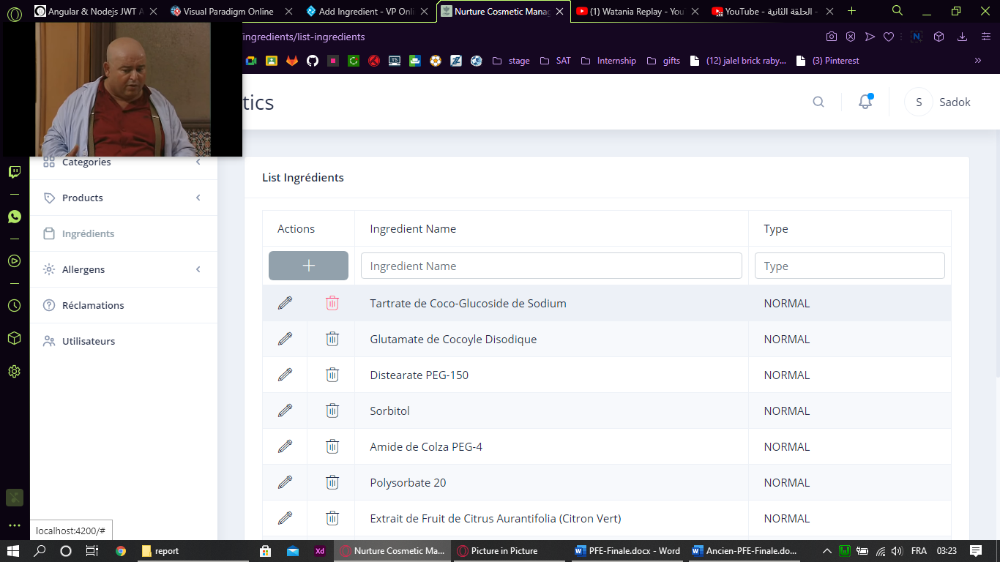 Angular & Nodejs JWT A
Visual Paradigm Online
Add Ingredient - VP Onli
Nurture Cosmetic Manag
(1) Watania Replay - You
YouTube - الحلقة الثانية
ingredients/list-ingredients
stage
SAT
Internship
gifts
(12) jalel brick raby...
(3) Pinterest
»
tics
S
Sadok
Categories
Products
Ingrédients
Allergens
Réclamations
Utilisateurs
List Ingrédients
Actions
Ingredient Name
Type
Ingredient Name
Type
Tartrate de Coco-Glucoside de Sodium NORMAL
Glutamate de Cocoyle Disodique NORMAL
Distearate PEG-150 NORMAL
Sorbitol NORMAL
Amide de Colza PEG-4 NORMAL
Polysorbate 20 NORMAL
Extrait de Fruit de Citrus Aurantifolia (Citron Vert) NORMAL
localhost:4200/#
report
Xd
Nurture Cosmetic Ma...
Picture in Picture
PFE-Finale.docx - Word
Ancien-PFE-Finale.do...
FRA
03:23